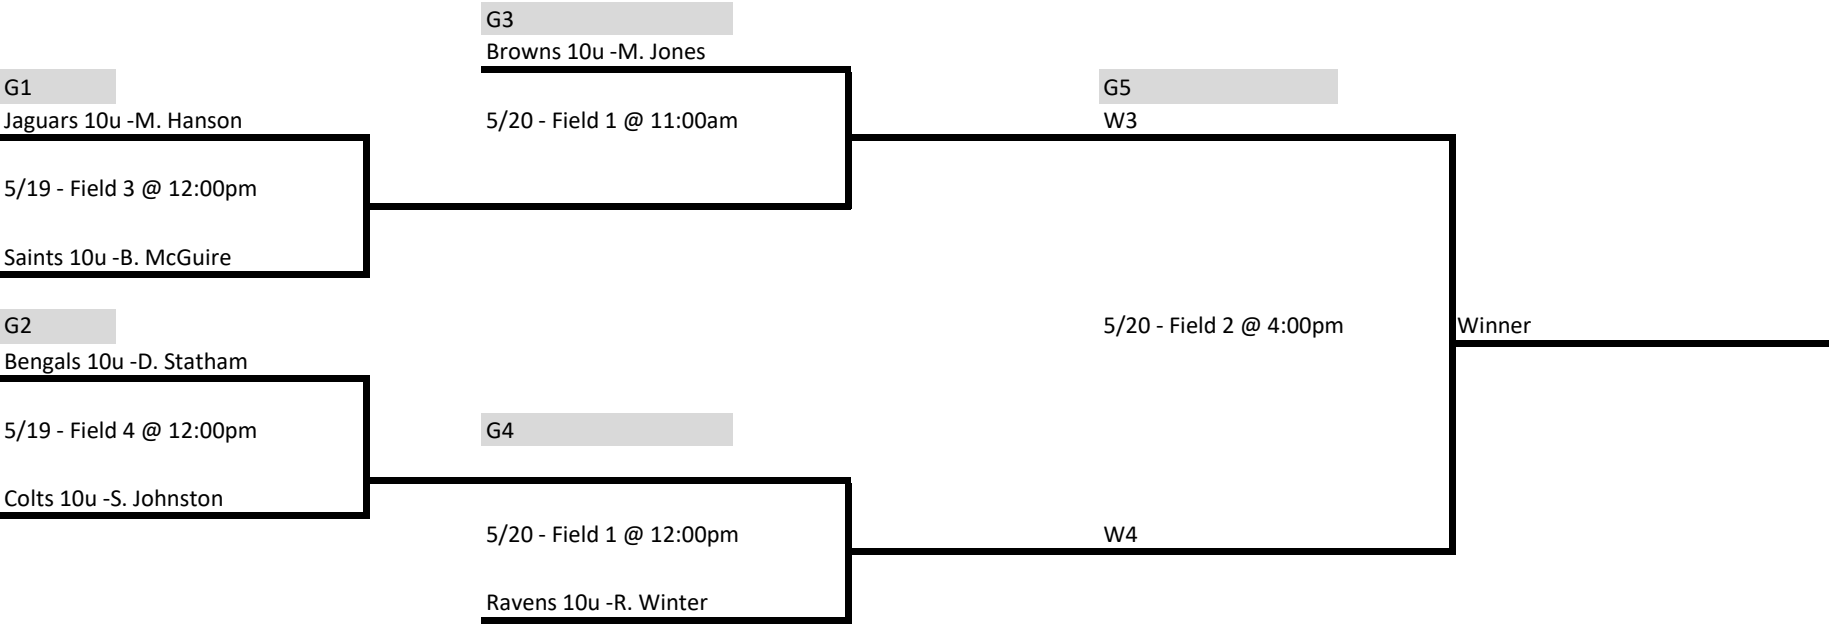 G1
Jaguars 10u -M. Hanson
5/19 - Field 3 @ 12:00pm
Saints 10u -B. McGuire
G2
Bengals 10u -D. Statham
5/19 - Field 4 @ 12:00pm
Colts 10u -S. Johnston
G3
Browns 10u -M. Jones
5/20 - Field 1 @ 11:00am
G4
5/20 - Field 1 @ 12:00pm
Ravens 10u -R. Winter
G5
W3
5/20 - Field 2 @ 4:00pm
W4
Winner